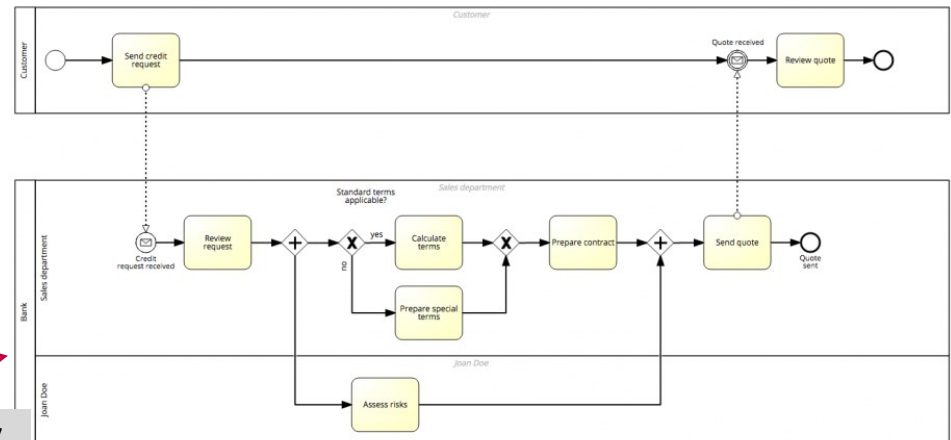 Customer
Customer
Send credit
request
Quote received
Review quote
Sales department
Bank
Sales department
Standard terms
applicable?
Credit
request received
Review
request
yes
no
Calculate
terms
Prepare special
terms
Prepare contract
Send quote
Quote
sent
Joan Doe
Joan Doe
Assess risks